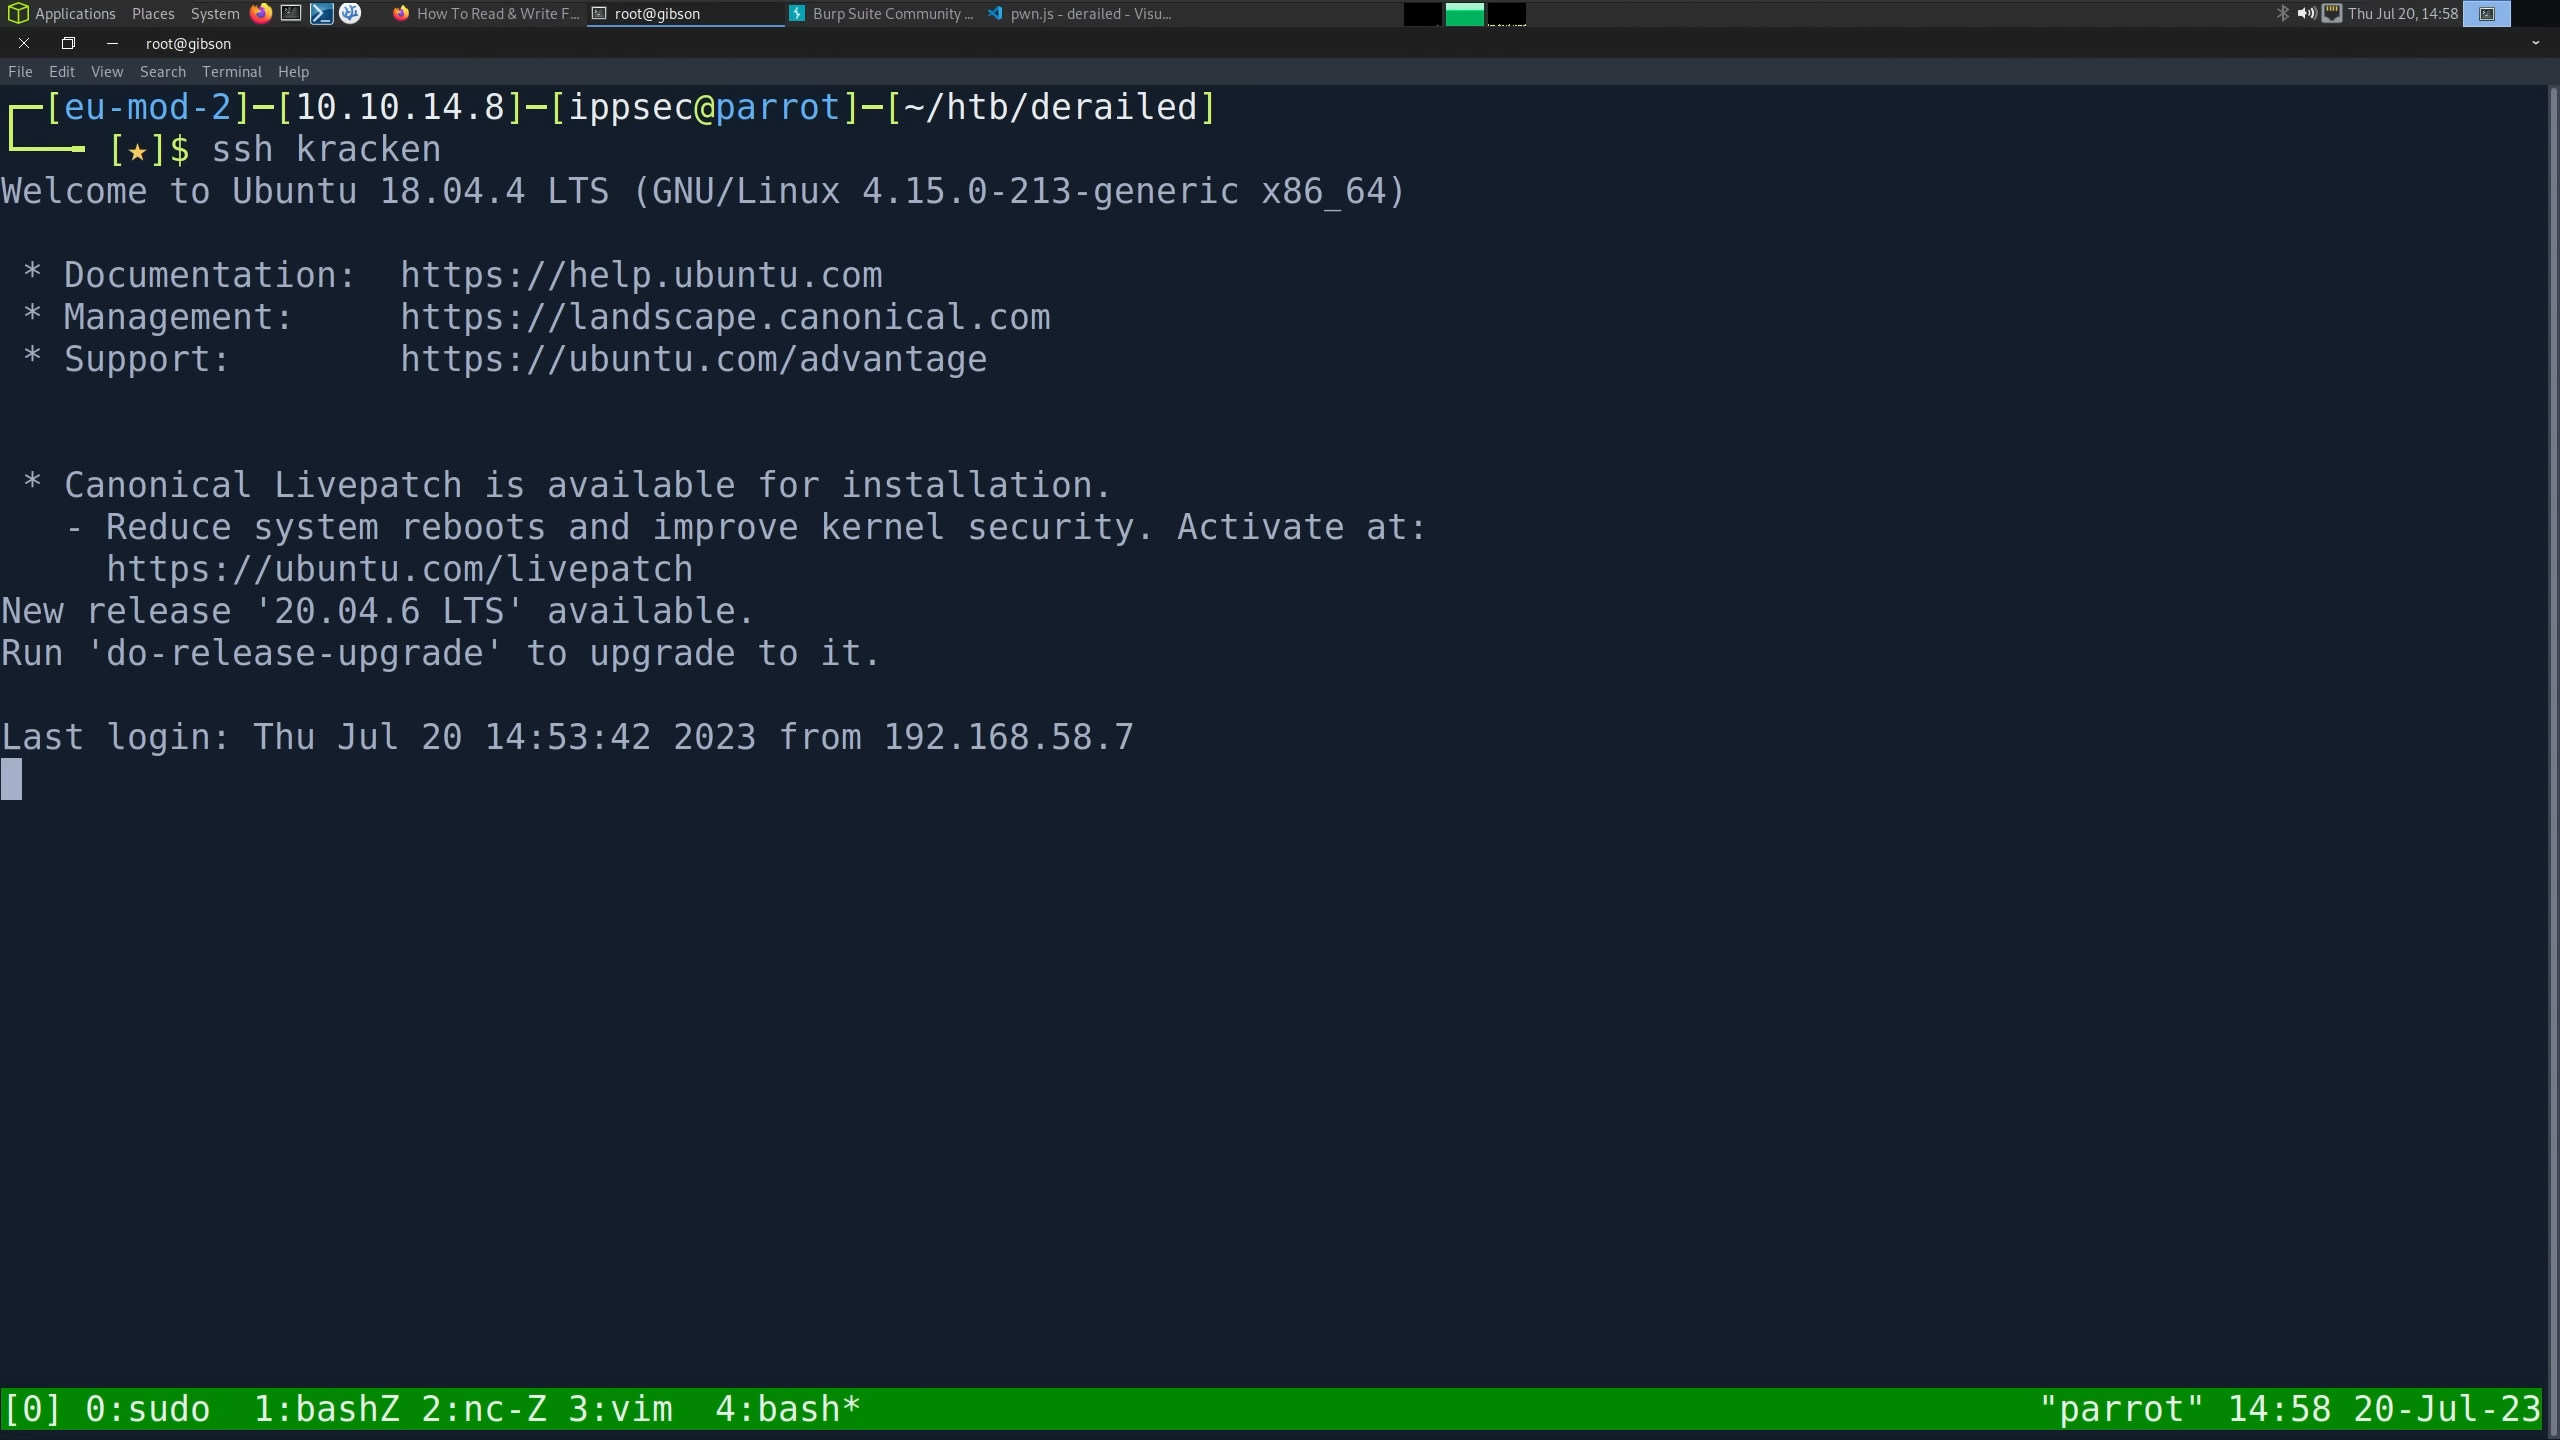 Applications Places System How To Read & Write F... root@gibson Burp Suite Community ... pwn.js - derailed - Visu... Thu Jul 20, 14:58
root@gibson
File Edit View Search Terminal Help
┌─[eu-mod-2]─[10.10.14.8]─[ippsec@parrot]─[~/htb/derailed]
└──╼ [★]$ ssh kracken
Welcome to Ubuntu 18.04.4 LTS (GNU/Linux 4.15.0-213-generic x86_64)
* Documentation: https://help.ubuntu.com
* Management: https://landscape.canonical.com
* Support: https://ubuntu.com/advantage
* Canonical Livepatch is available for installation.
- Reduce system reboots and improve kernel security. Activate at:
https://ubuntu.com/livepatch
New release '20.04.6 LTS' available.
Run 'do-release-upgrade' to upgrade to it.
Last login: Thu Jul 20 14:53:42 2023 from 192.168.58.7
[0] 0:sudo 1:bashZ 2:nc-Z 3:vim 4:bash* "parrot" 14:58 20-Jul-23